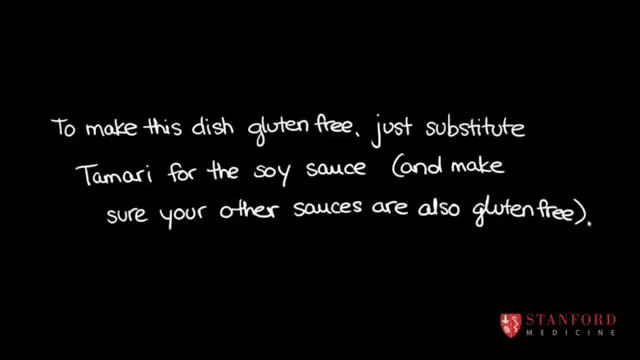 To make this dish gluten free, just substitute
Tamari for the soy sauce (and make
sure your other sauces are also gluten free).
STANFORD
MEDICINE